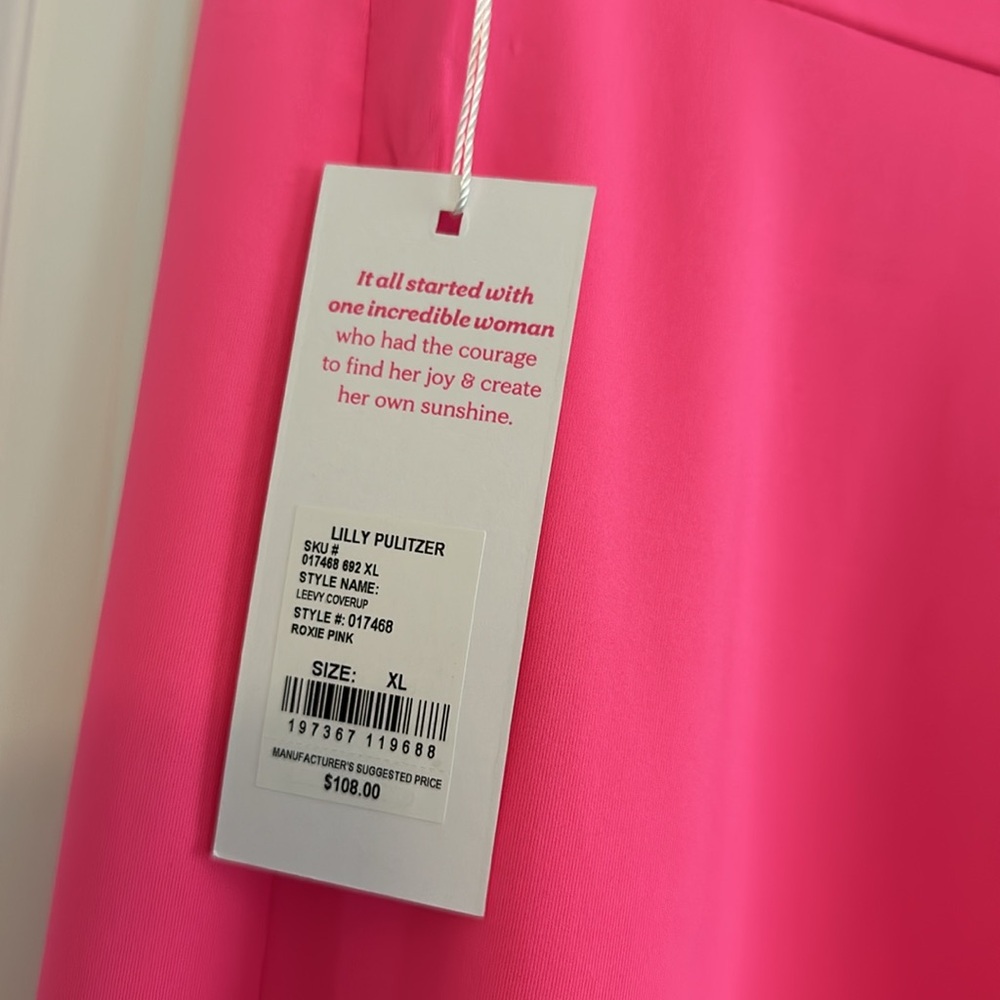 It all started with
one incredible woman
who had the courage
to find her joy & create
her own sunshine.
LILLY PULITZER
SKU #
017468 692 XL
STYLE NAME:
LEEVY COVERUP
STYLE #: 017468
ROXIE PINK
SIZE: XL
197367 119688
MANUFACTURER'S SUGGESTED PRICE
$108.00